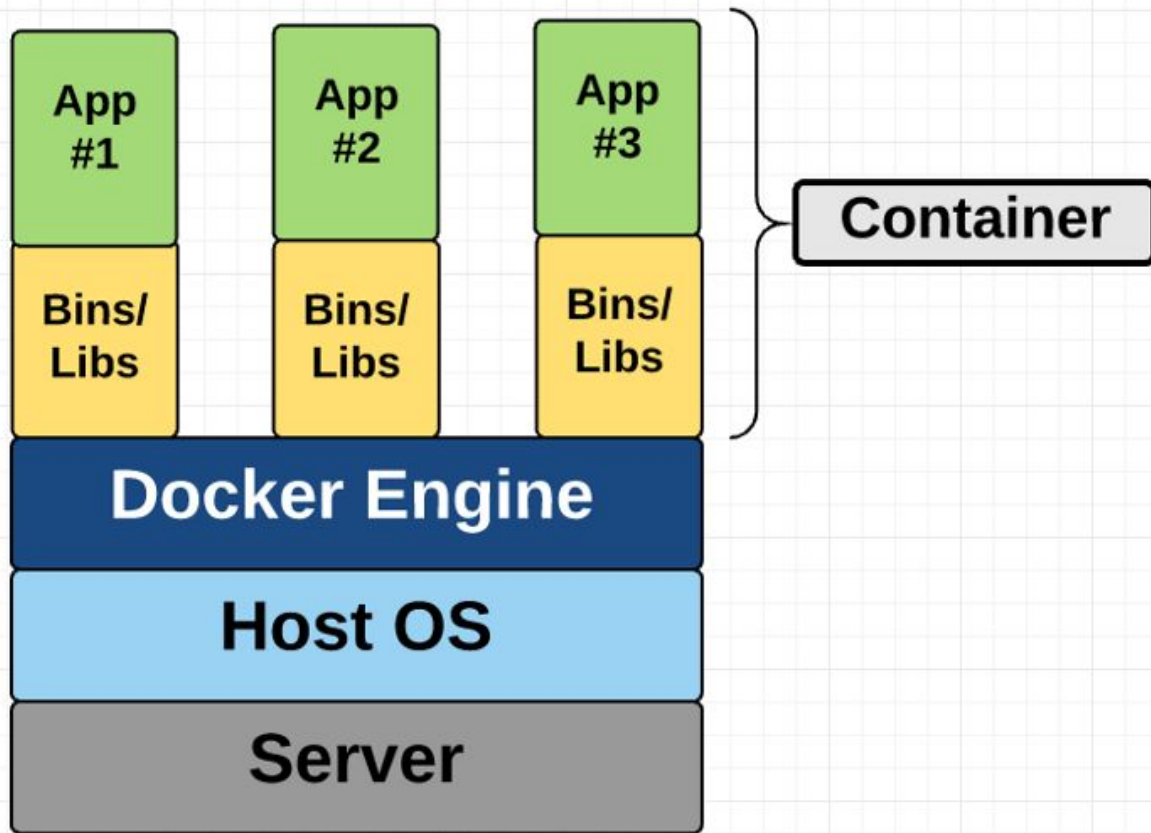 App
#1
App
#2
App
#3
Container
Bins/
Libs
Bins/
Libs
Bins/
Libs
Docker Engine
Host OS
Server